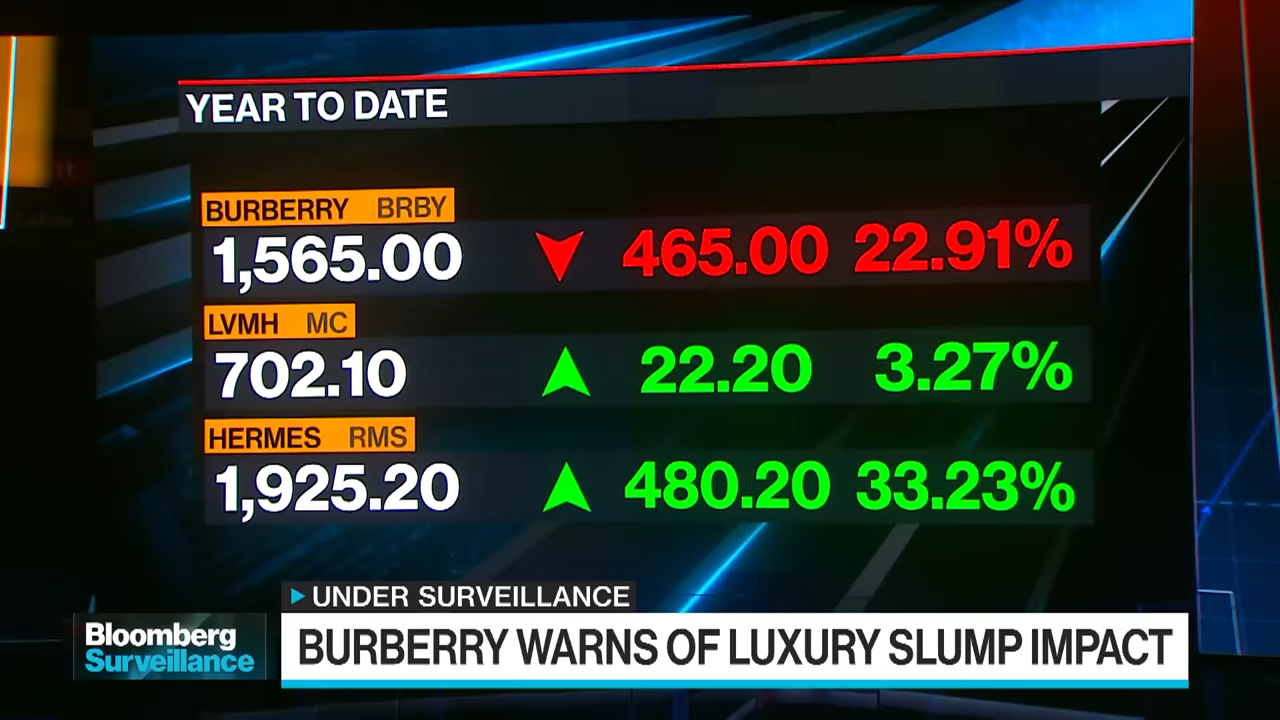 YEAR TO DATE
BURBERRY BRBY
1,565.00 465.00 22.91%
LVMH MC
702.10 22.20 3.27%
HERMES RMS
1,925.20 480.20 33.23%
UNDER SURVEILLANCE
Bloomberg
Surveillance
BURBERRY WARNS OF LUXURY SLUMP IMPACT